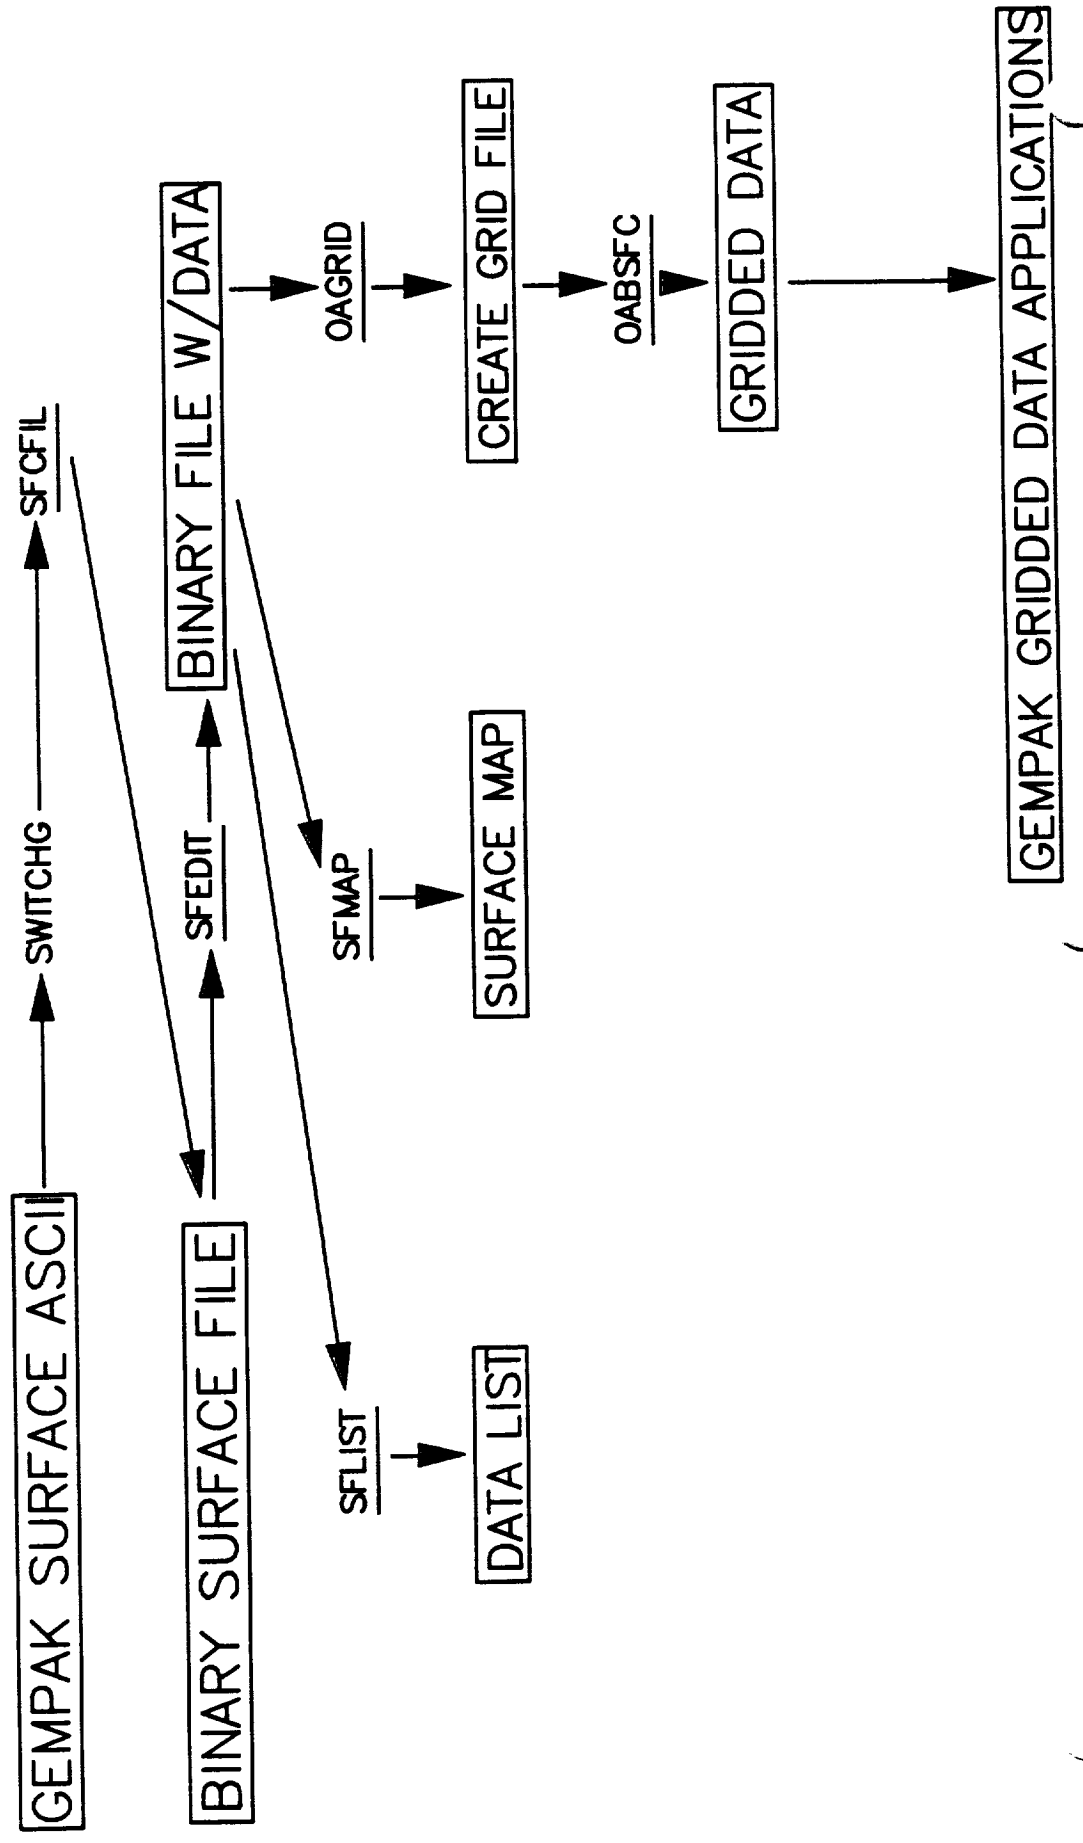 GEMPAK SURFACE ASCII
SWITCHG
SFCFIL
BINARY SURFACE FILE
SFEDIT
BINARY FILE W/DATA
SFLIST
SFMAP
OAGRID
DATA LIST
SURFACE MAP
CREATE GRID FILE
OABSFC
GRIDDED DATA
GEMPAK GRIDDED DATA APPLICATIONS